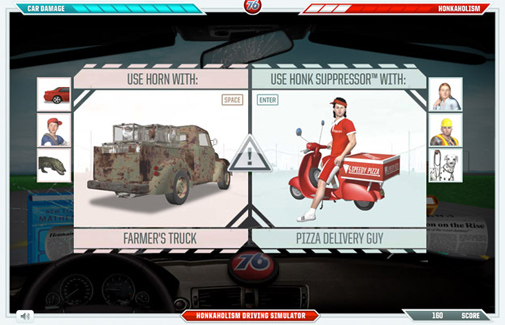 CAR DAMAGE
76
HONKAHOLISM
USE HORN WITH:
USE HONK SUPPRESSOR™ WITH:
SPACE
ENTER
SPEEDY PIZZA
FARMER'S TRUCK
PIZZA DELIVERY GUY
on on the Rise
76
HONKAHOLISM DRIVING SIMULATOR
160 SCORE